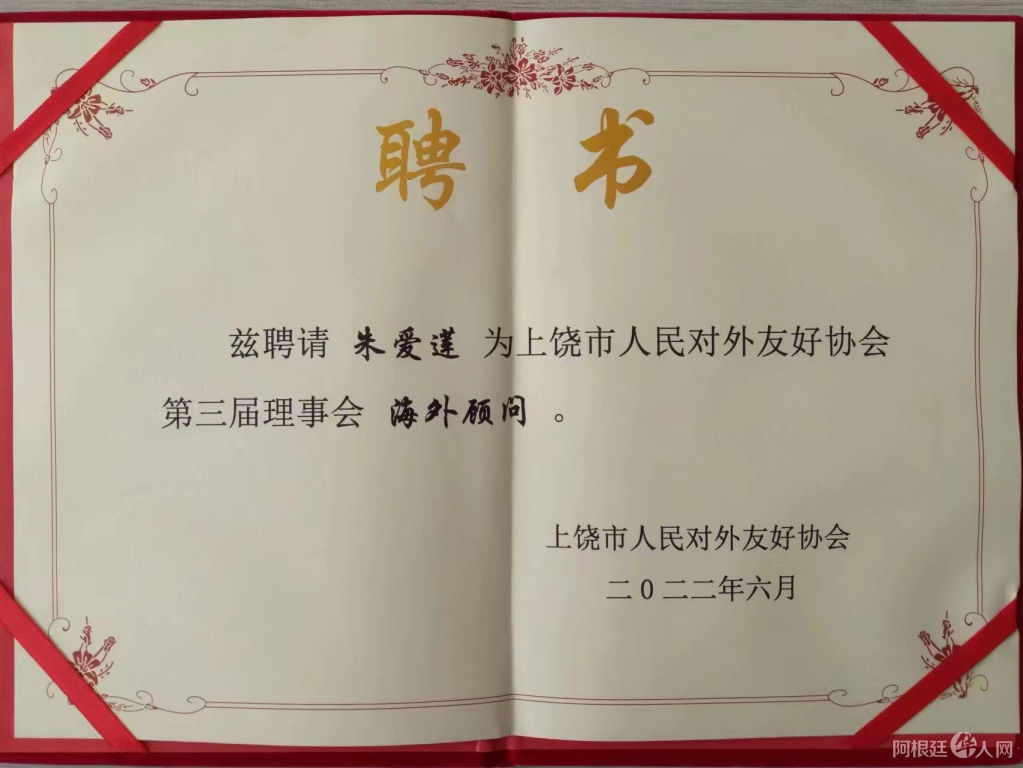 聘书
兹聘请 朱爱莲 为上饶市人民对外友好协会
第三届理事会 海外顾问 。
上饶市人民对外友好协会
二0二二年六月
阿根廷华人网